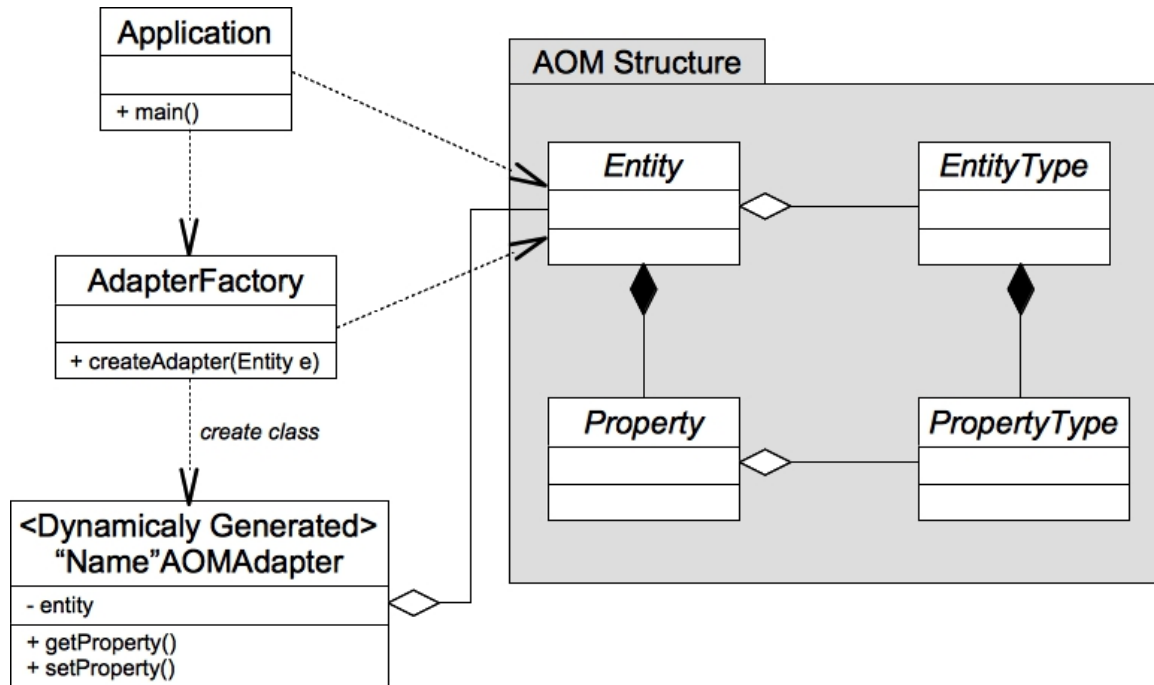 Application
+ main()
AOM Structure
Entity
EntityType
AdapterFactory
+ createAdapter(Entity e)
create class
Property
PropertyType
<Dynamicaly Generated>
“Name”AOMAdapter
- entity
+ getProperty()
+ setProperty()